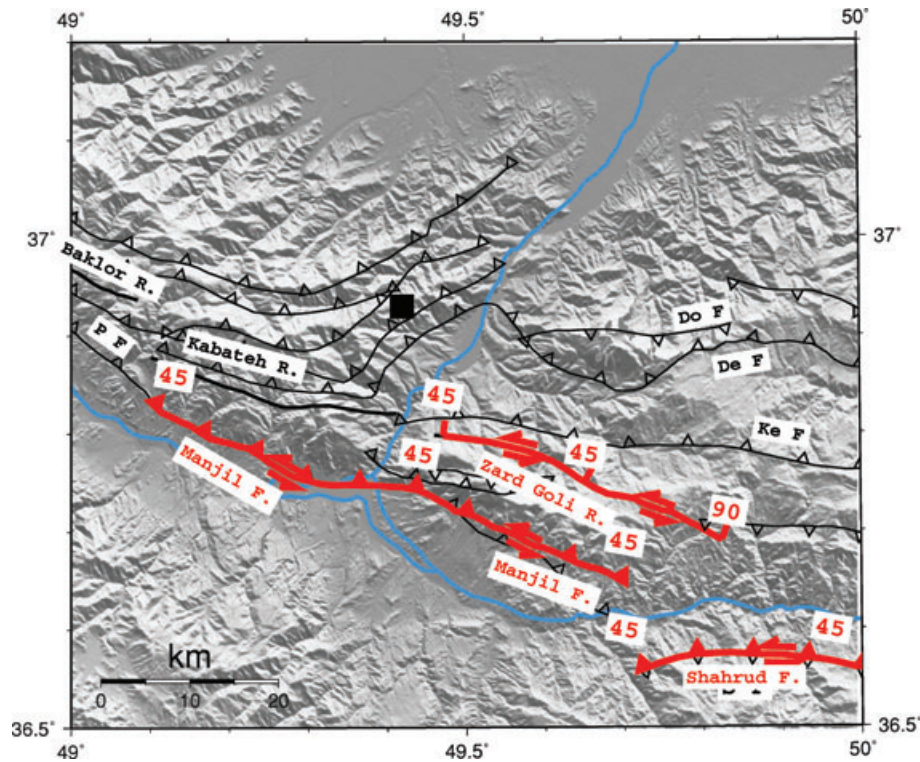 49° 49.5° 50°
37° 37°
Baklor R.
P F
Kabateh R.
Do F
De F
Ke F
45
45
45
45
Manjil F.
Zard Goli R.
90
45
Manjil F.
45
45
Shahrud F.
km
0 10 20
36.5° 36.5°
49° 49.5° 50°